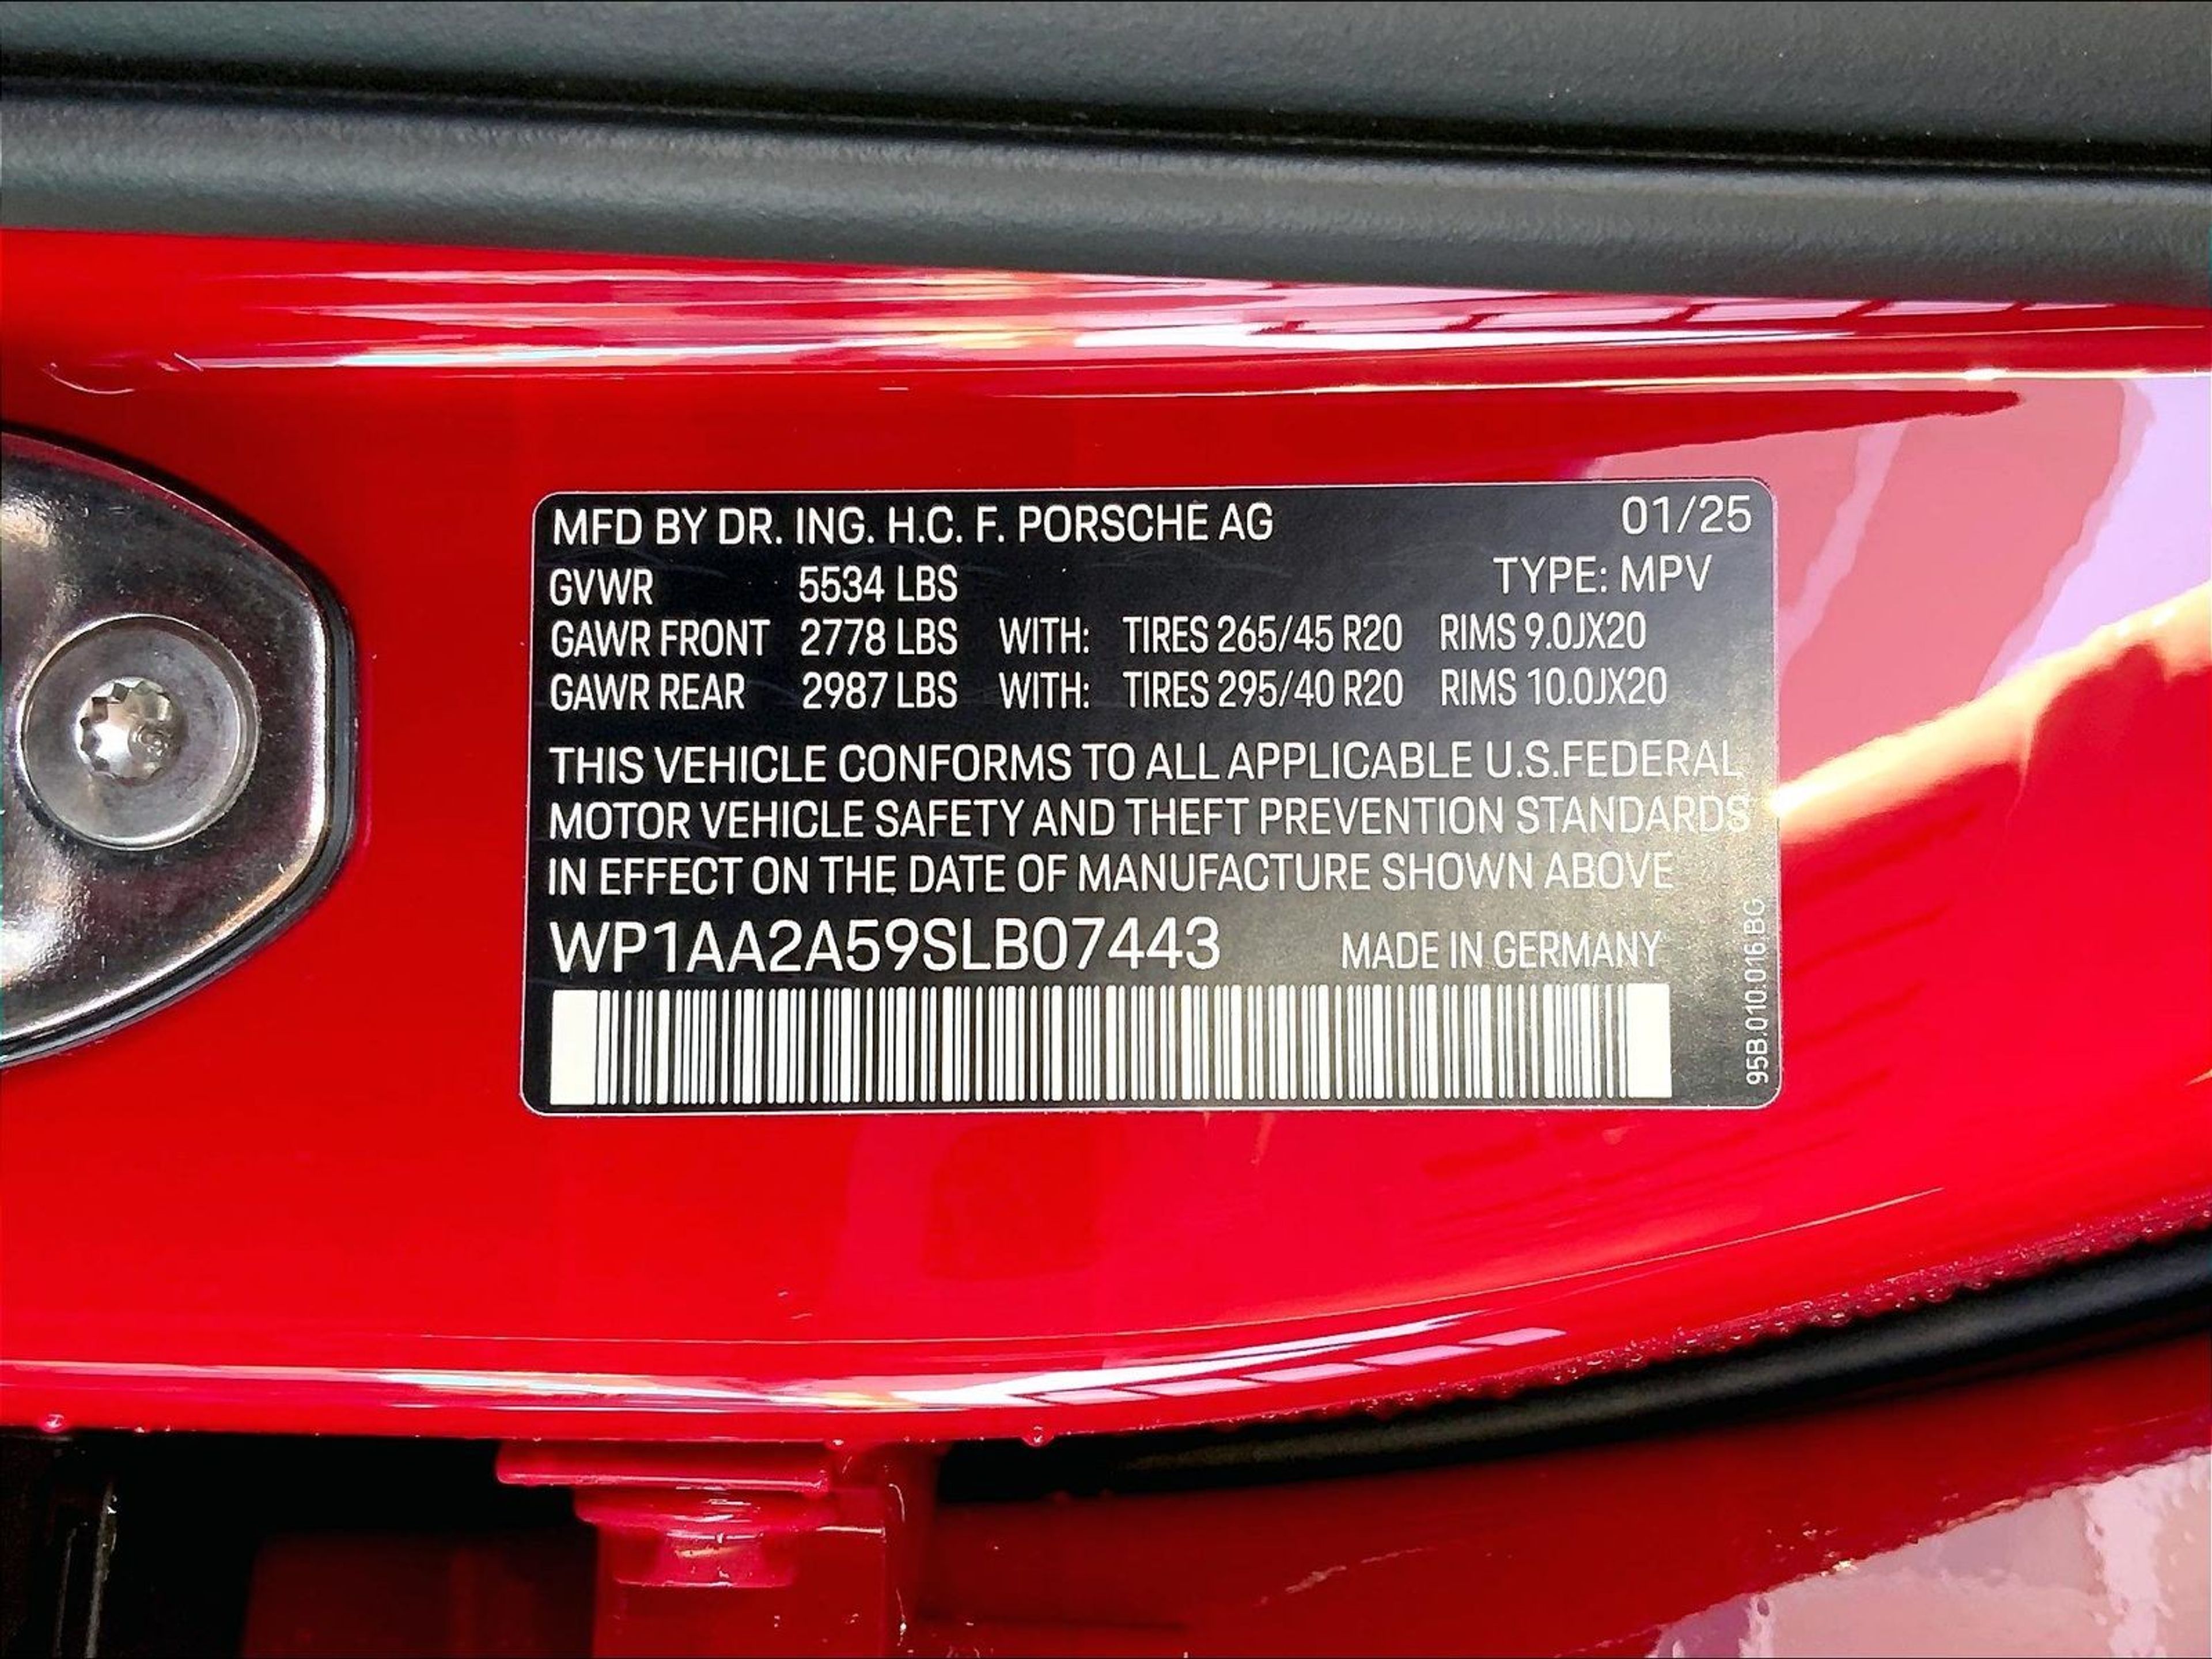 MFD BY DR. ING. H.C. F. PORSCHE AG 01/25
GVWR 5534 LBS TYPE: MPV
GAWR FRONT 2778 LBS WITH: TIRES 265/45 R20 RIMS 9.0JX20
GAWR REAR 2987 LBS WITH: TIRES 295/40 R20 RIMS 10.0JX20
THIS VEHICLE CONFORMS TO ALL APPLICABLE U.S.FEDERAL
MOTOR VEHICLE SAFETY AND THEFT PREVENTION STANDARDS
IN EFFECT ON THE DATE OF MANUFACTURE SHOWN ABOVE
WP1AA2A59SLB07443 MADE IN GERMANY
95B.010.016.BG